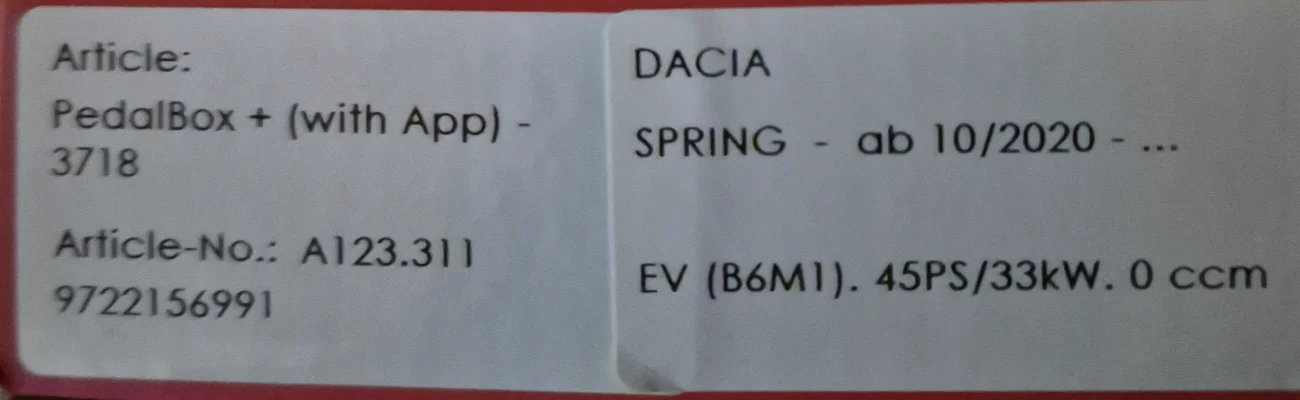 Article:
PedalBox + (with App) -
3718
Article-No.: A123.311
9722156991
DACIA
SPRING - ab 10/2020 - ...
EV (B6M1). 45PS/33kW. 0 ccm